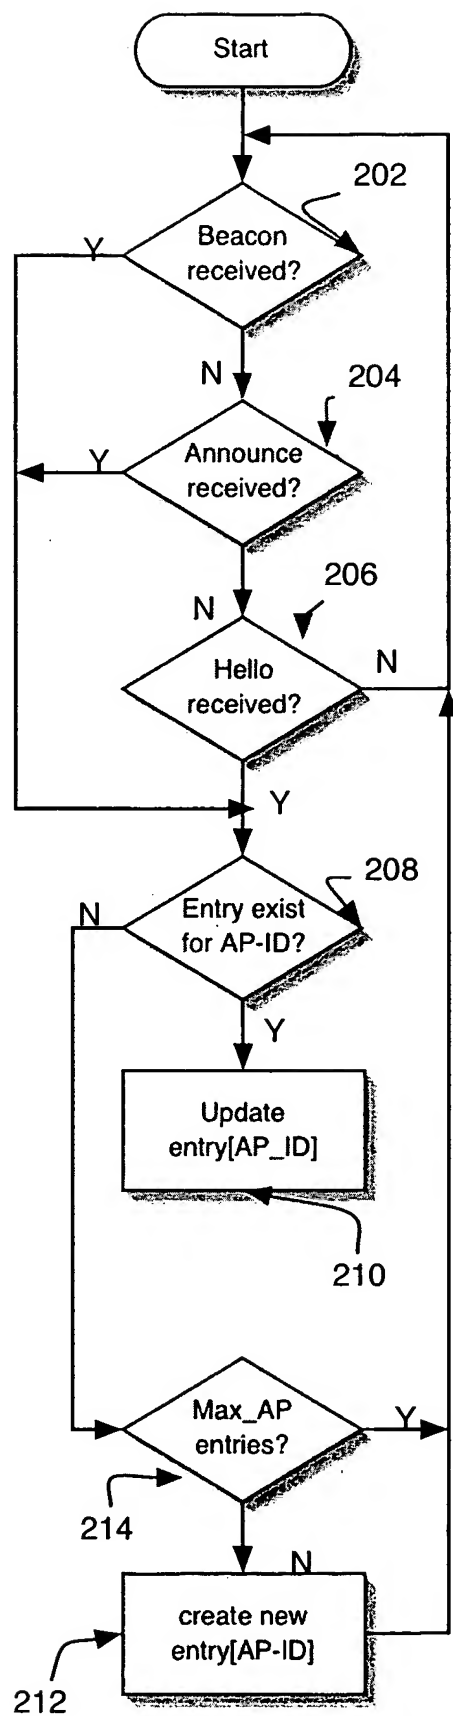 Start
202
Beacon
received?
Y
N
204
Announce
received?
Y
206
N
Hello
received?
N
Y
208
Entry exist
for AP-ID?
N
Y
Update
entry[AP_ID]
210
Max_AP
entries?
Y
214
N
create new
entry[AP-ID]
212